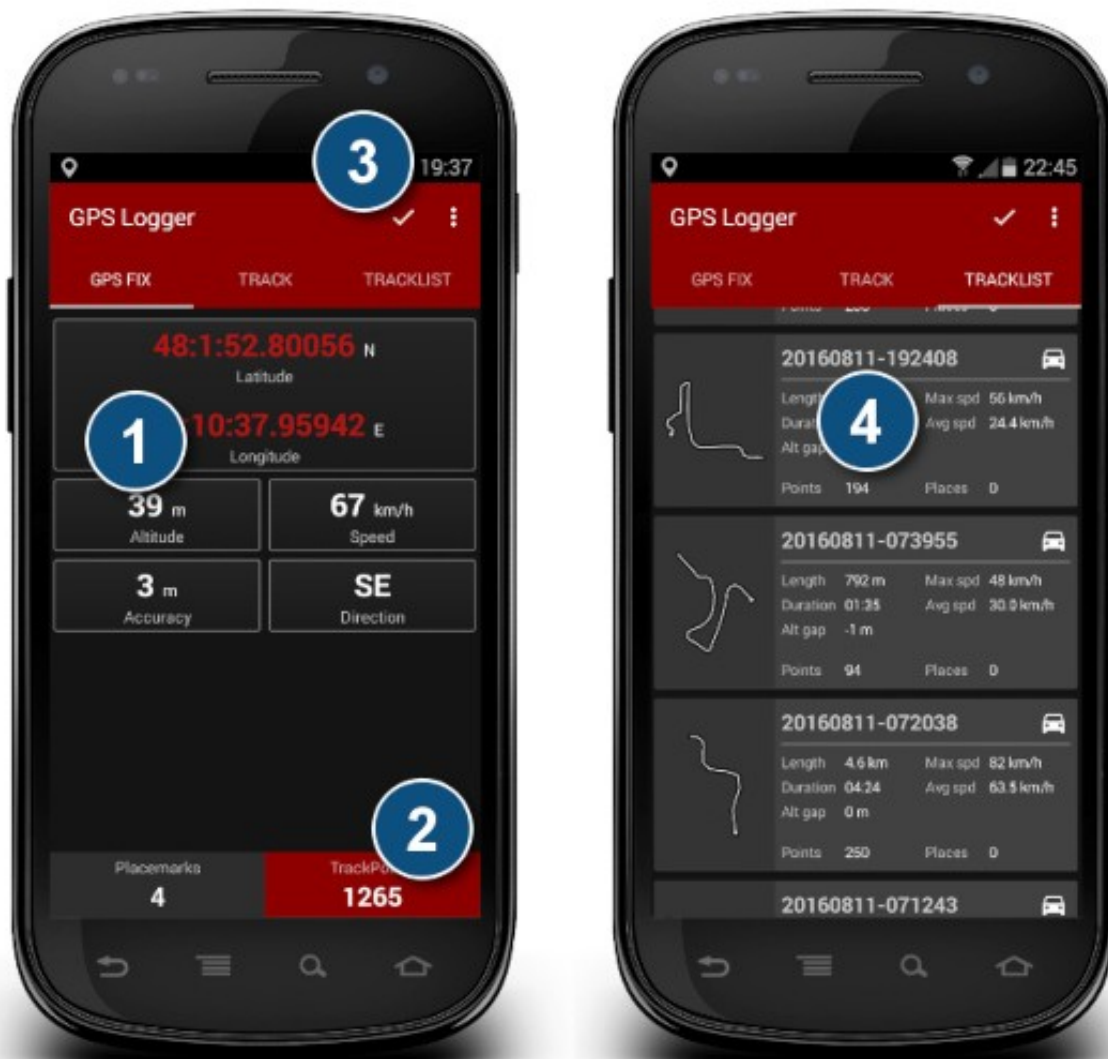 3
19:37
GPS Logger
GPS FIX TRACK TRACKLIST
48:1:52.80056 N
Latitude
1
:10:37.95942 E
Longitude
39 m
Altitude
67 km/h
Speed
3 m
Accuracy
SE
Direction
2
Placemarks
4
1265
22:45
GPS Logger
GPS FIX TRACK TRACKLIST
20160811-192408
4
Max spd 56 km/h
Avg spd 24.4 km/h
Alt gap
Points 194 Places 0
20160811-073955
Length 792 m Max spd 48 km/h
Duration 01:35 Avg spd 30.0 km/h
Alt gap -1 m
Points 94 Places 0
20160811-072038
Length 4.6 km Max spd 82 km/h
Duration 04:24 Avg spd 63.5 km/h
Alt gap 0 m
Points 250 Places 0
20160811-071243